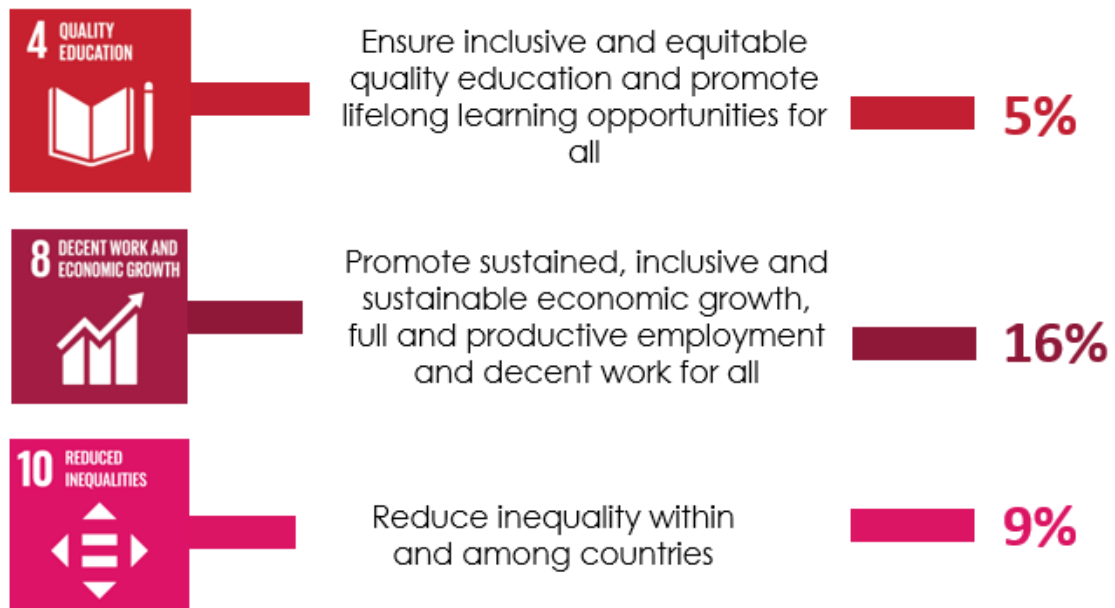 4 QUALITY
EDUCATION
Ensure inclusive and equitable
quality education and promote
lifelong learning opportunities for
all
5%
8 DECENT WORK AND
ECONOMIC GROWTH
Promote sustained, inclusive and
sustainable economic growth,
full and productive employment
and decent work for all
16%
10 REDUCED
INEQUALITIES
Reduce inequality within
and among countries
9%